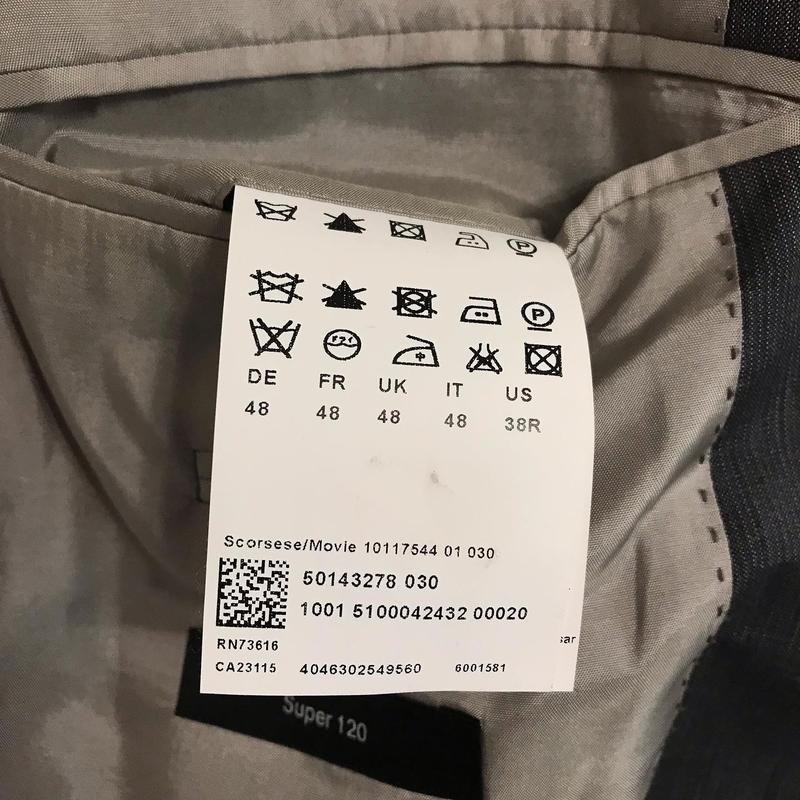 P
P
DE FR UK IT US
48 48 48 48 38R
Scorsese/Movie 10117544 01 030
50143278 030
1001 5100042432 00020
RN73616
CA23115 4046302549560 6001581
Super 120